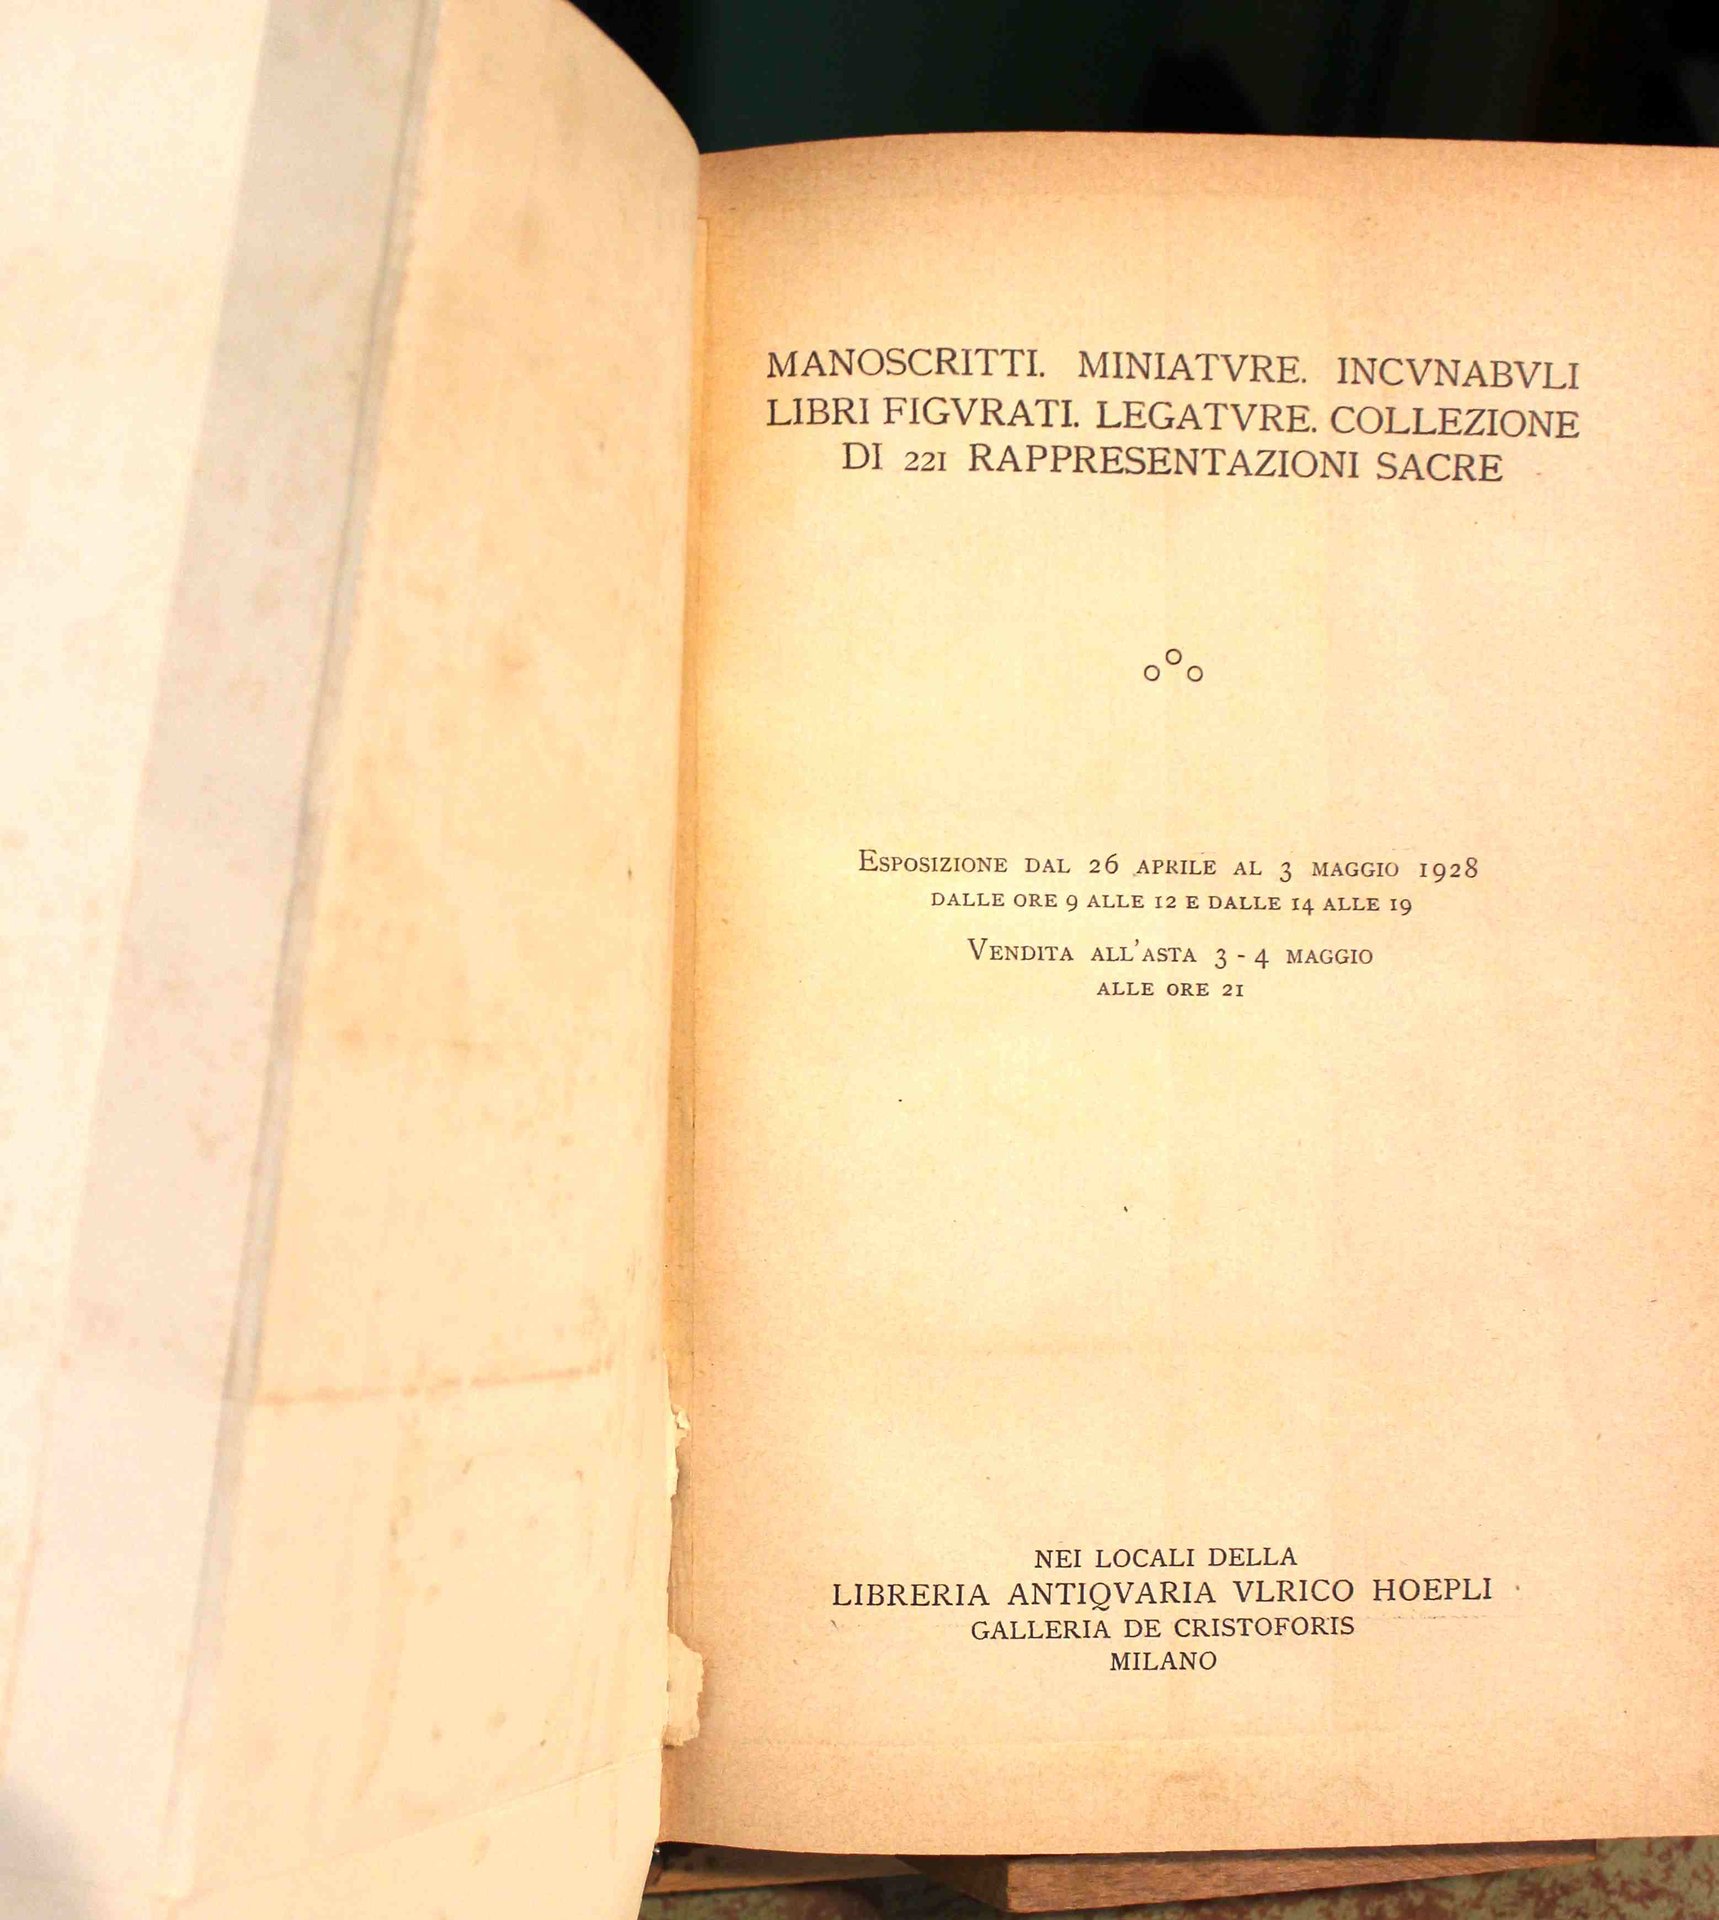 MANOSCRITTI. MINIATVRE. INCVNABVLI
LIBRI FIGVRATI. LEGATVRE. COLLEZIONE
DI 221 RAPPRESENTAZIONI SACRE
ESPOSIZIONE DAL 26 APRILE AL 3 MAGGIO 1928
DALLE ORE 9 ALLE 12 E DALLE 14 ALLE 19
VENDITA ALL'ASTA 3 - 4 MAGGIO
ALLE ORE 21
NEI LOCALI DELLA
LIBRERIA ANTIQVARIA VLRICO HOEPLI
GALLERIA DE CRISTOFORIS
MILANO